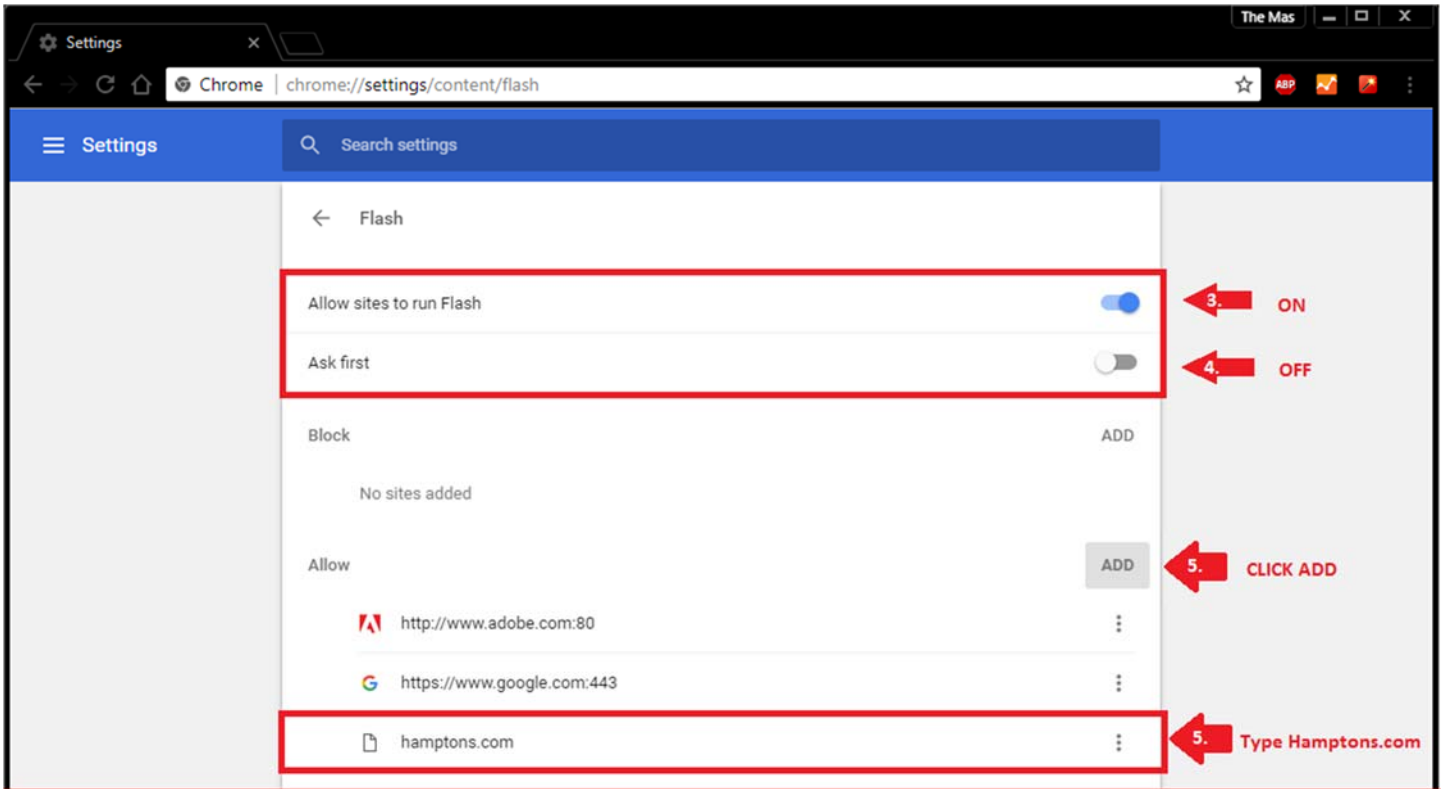 The Mas
Settings
Chrome chrome://settings/content/flash
ABP
Settings
Search settings
Flash
Allow sites to run Flash
3. ON
Ask first
4. OFF
Block ADD
No sites added
Allow ADD
5. CLICK ADD
http://www.adobe.com:80
https://www.google.com:443
hamptons.com
5. Type Hamptons.com